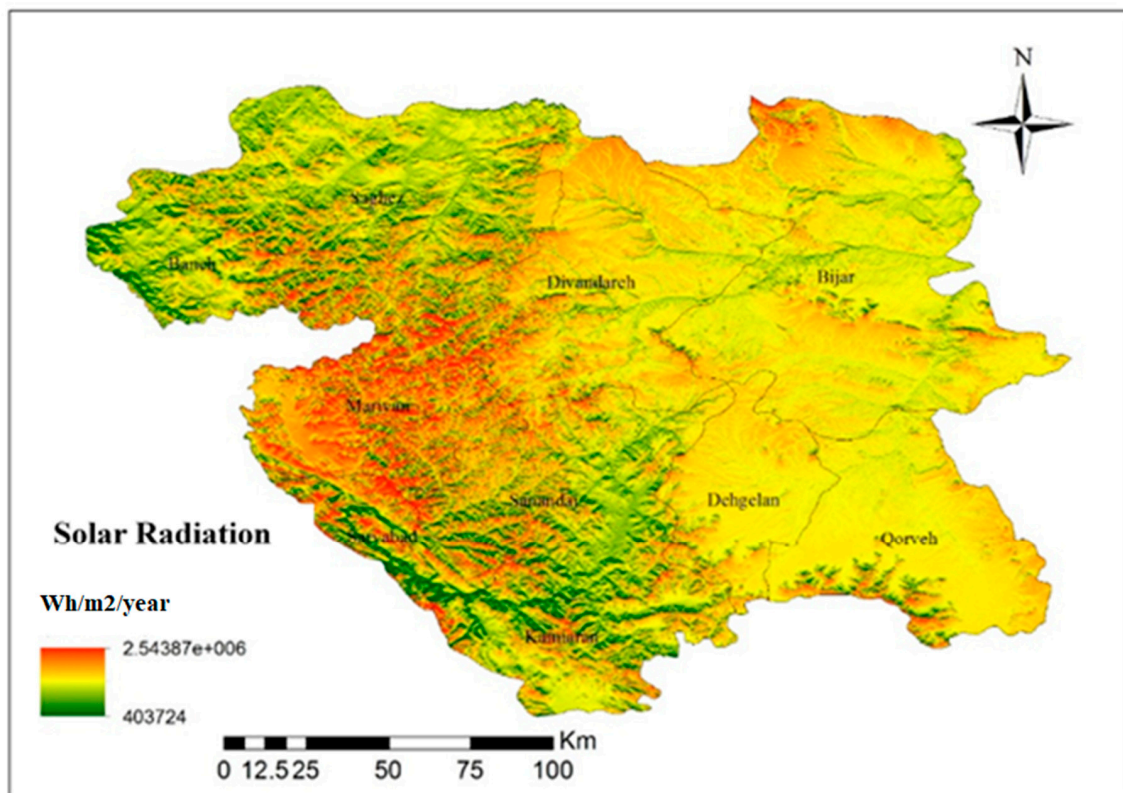 N
Saghez
Baneh
Divandareh
Bijar
Marivan
Sanandaj
Dehgelan
Sarvabad
Qorveh
Kamiaran
Solar Radiation
Wh/m2/year
2.54387e+006
403724
Km
0 12.5 25 50 75 100